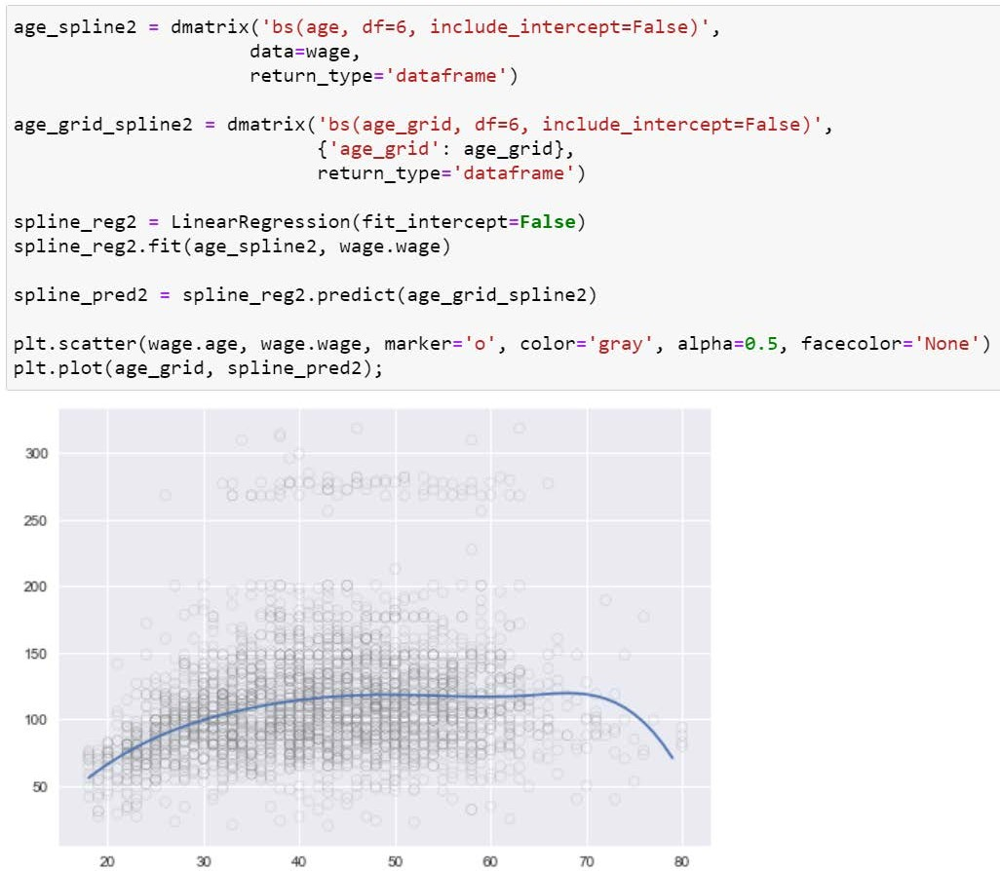 age_spline2 = dmatrix('bs(age, df=6, include_intercept=False)',
                     data=wage,
                     return_type='dataframe')
age_grid_spline2 = dmatrix('bs(age_grid, df=6, include_intercept=False)',
                           {'age_grid': age_grid},
                           return_type='dataframe')
spline_reg2 = LinearRegression(fit_intercept=False)
spline_reg2.fit(age_spline2, wage.wage)
spline_pred2 = spline_reg2.predict(age_grid_spline2)
plt.scatter(wage.age, wage.wage, marker='o', color='gray', alpha=0.5, facecolor='None')
plt.plot(age_grid, spline_pred2);
300
250
200
150
100
50
20 30 40 50 60 70 80